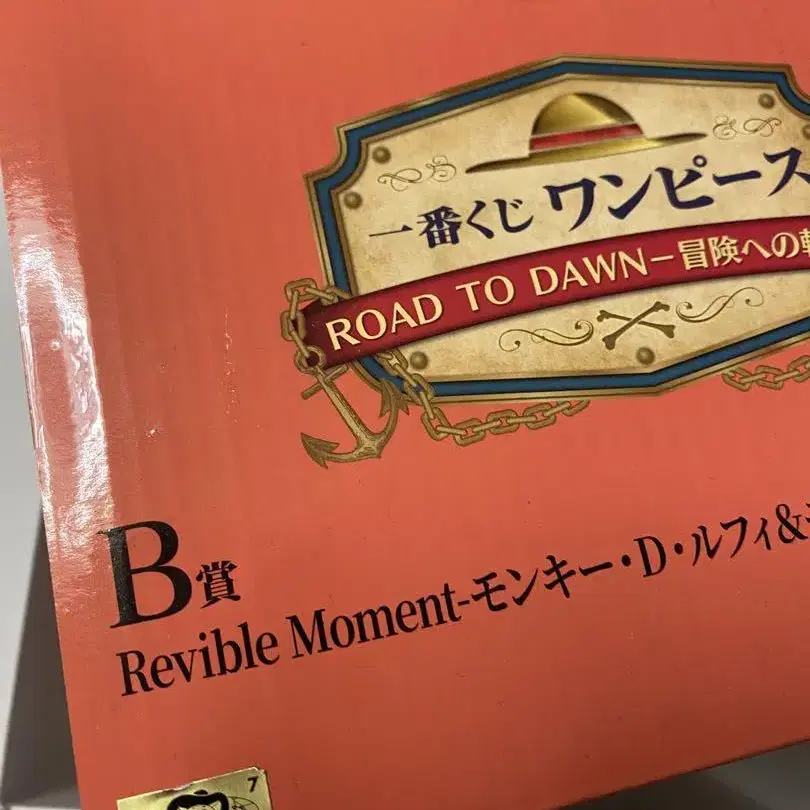 一番くじ ワンピース
ROAD TO DAWN－冒険への
B賞
Revible Moment-モンキー・D・ルフィ&
7